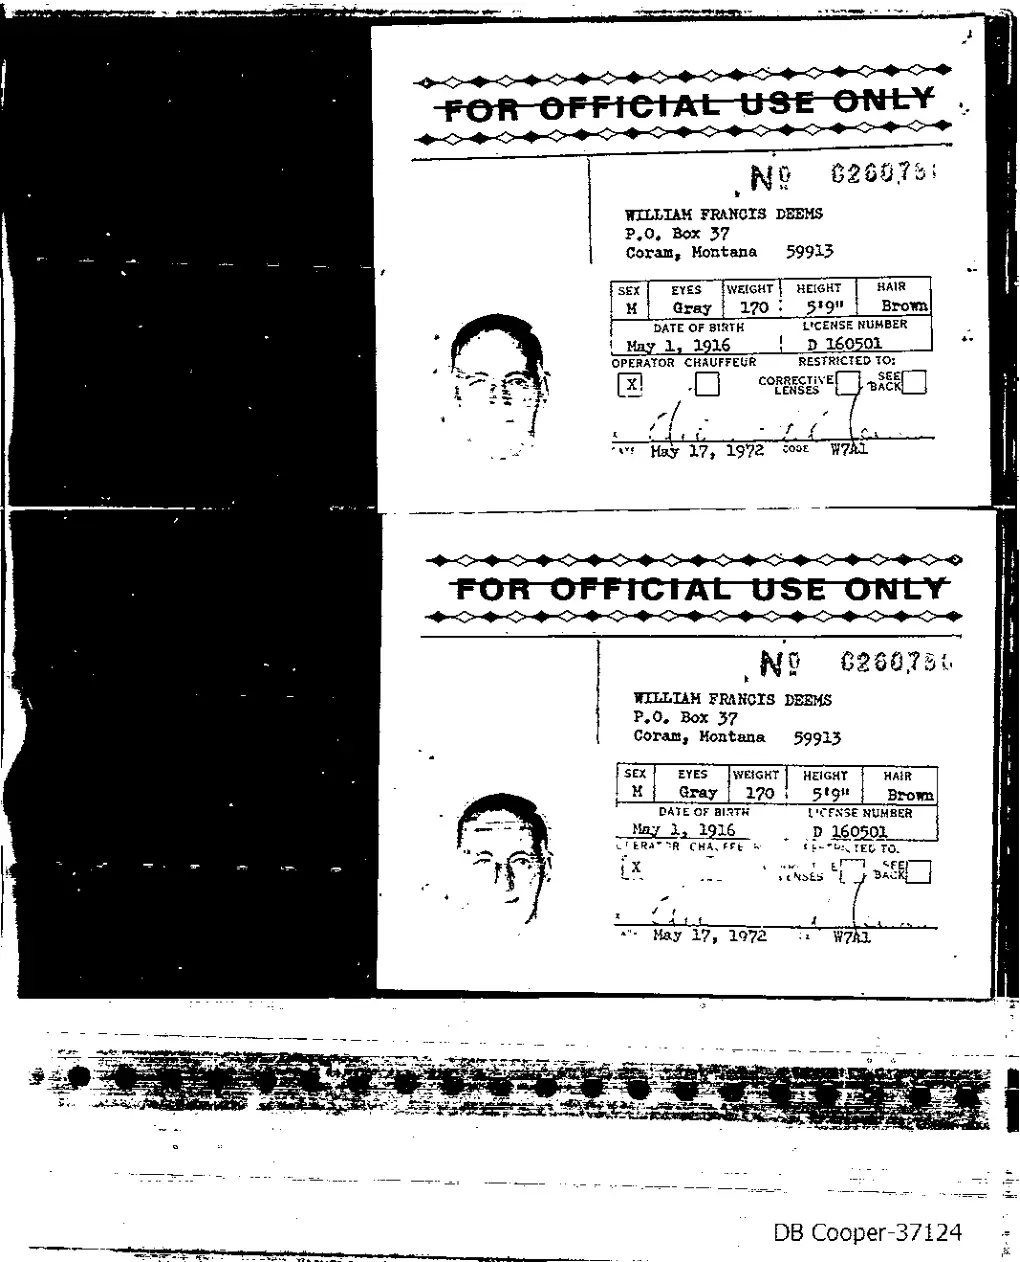 FOR OFFICIAL USE ONLY
Nº
WILLIAM FRANCIS DEEMS
P.O. Box 37
Coram, Montana 59913
SEX EYES WEIGHT HEIGHT HAIR
M Gray 170 5'9" Brown
DATE OF BIRTH LICENSE NUMBER
May 1, 1916 D 160501
OPERATOR CHAUFFEUR RESTRICTED TO:
X CORRECTIVE LENSES SEE BACK
May 17, 1972 CODE W7A1
FOR OFFICIAL USE ONLY
Nº
WILLIAM FRANCIS DEEMS
P.O. Box 37
Coram, Montana 59913
SEX EYES WEIGHT HEIGHT HAIR
M Gray 170 5'9" Brown
DATE OF BIRTH LICENSE NUMBER
May 1, 1916 D 160501
X SEE BACK
May 17, 1972 W7A1
DB Cooper-37124